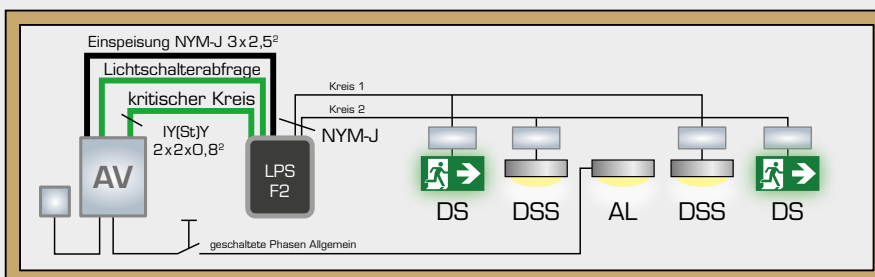 Einspeisung NYM-J 3x2,5²
Lichtschalterabfrage
kritischer Kreis
IY(St)Y
2x2x0,8²
NYM-J
Kreis 1
Kreis 2
AV
LPS
F2
DS
DSS
AL
DSS
DS
geschaltete Phasen Allgemein